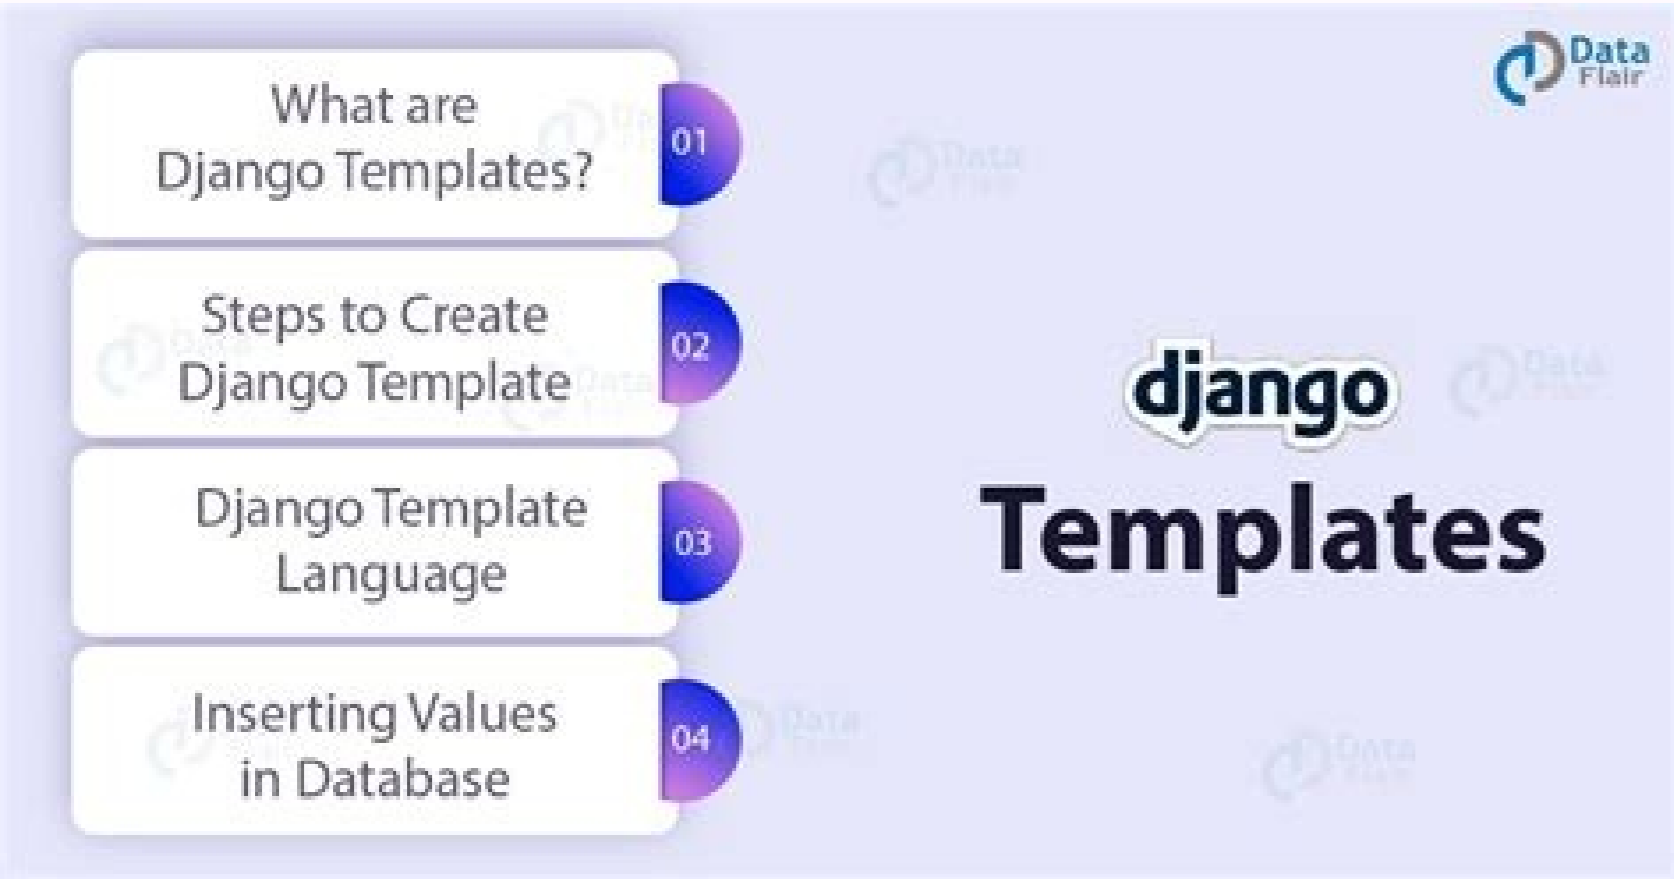 What are
Django Templates?
01
Steps to Create
Django Template
02
Django Template
Language
03
Inserting Values
in Database
04
Data
Flair
django
Templates